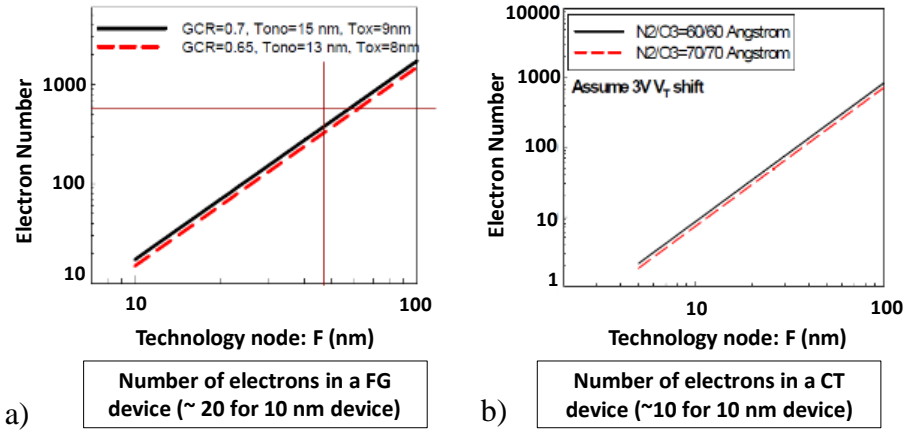 GCR=0.7, Tono=15 nm, Tox=9nm
GCR=0.65, Tono=13 nm, Tox=8nm
1000
100
10
Electron Number
10
100
Technology node: F (nm)
Number of electrons in a FG
device (~ 20 for 10 nm device)
a)
10000
1000
100
10
1
Electron Number
N2/O3=60/60 Angstrom
N2/O3=70/70 Angstrom
Assume 3V VT shift
10
100
Technology node: F (nm)
Number of electrons in a CT
device (~10 for 10 nm device)
b)